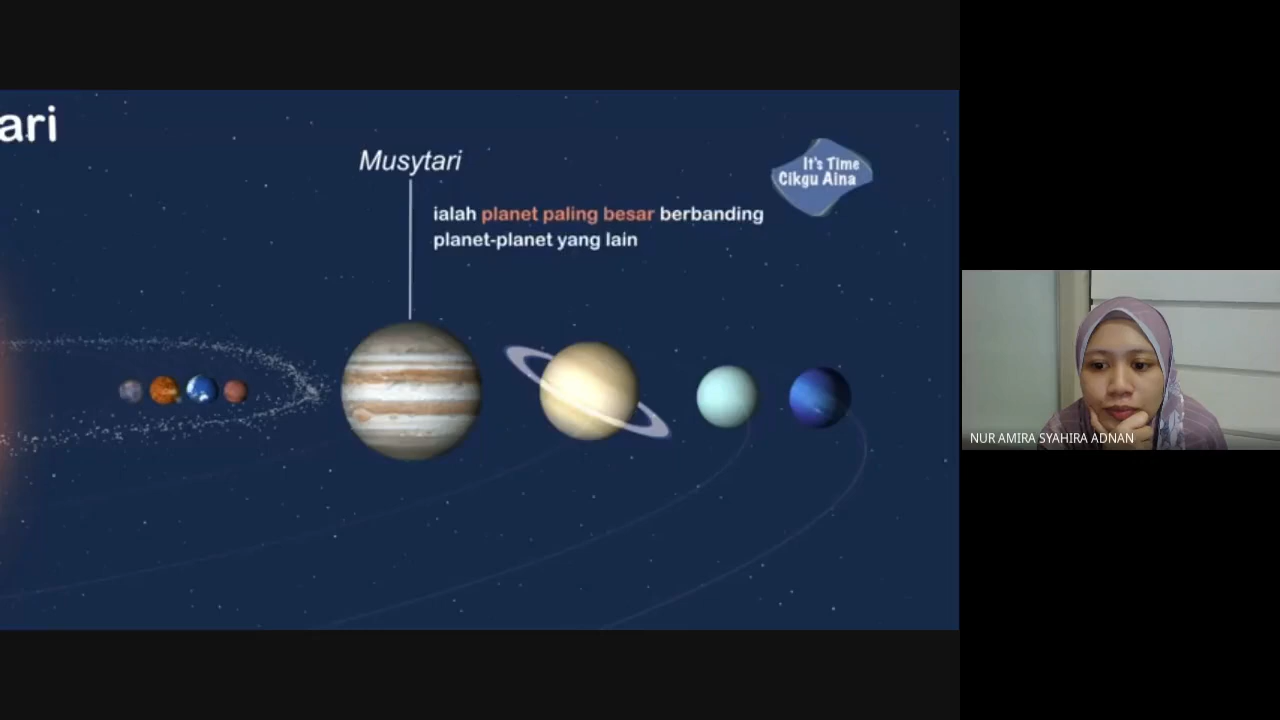 ari
Musytari
ialah planet paling besar berbanding
planet-planet yang lain
It's Time
Cikgu Aina
NUR AMIRA SYAHIRA ADNAN